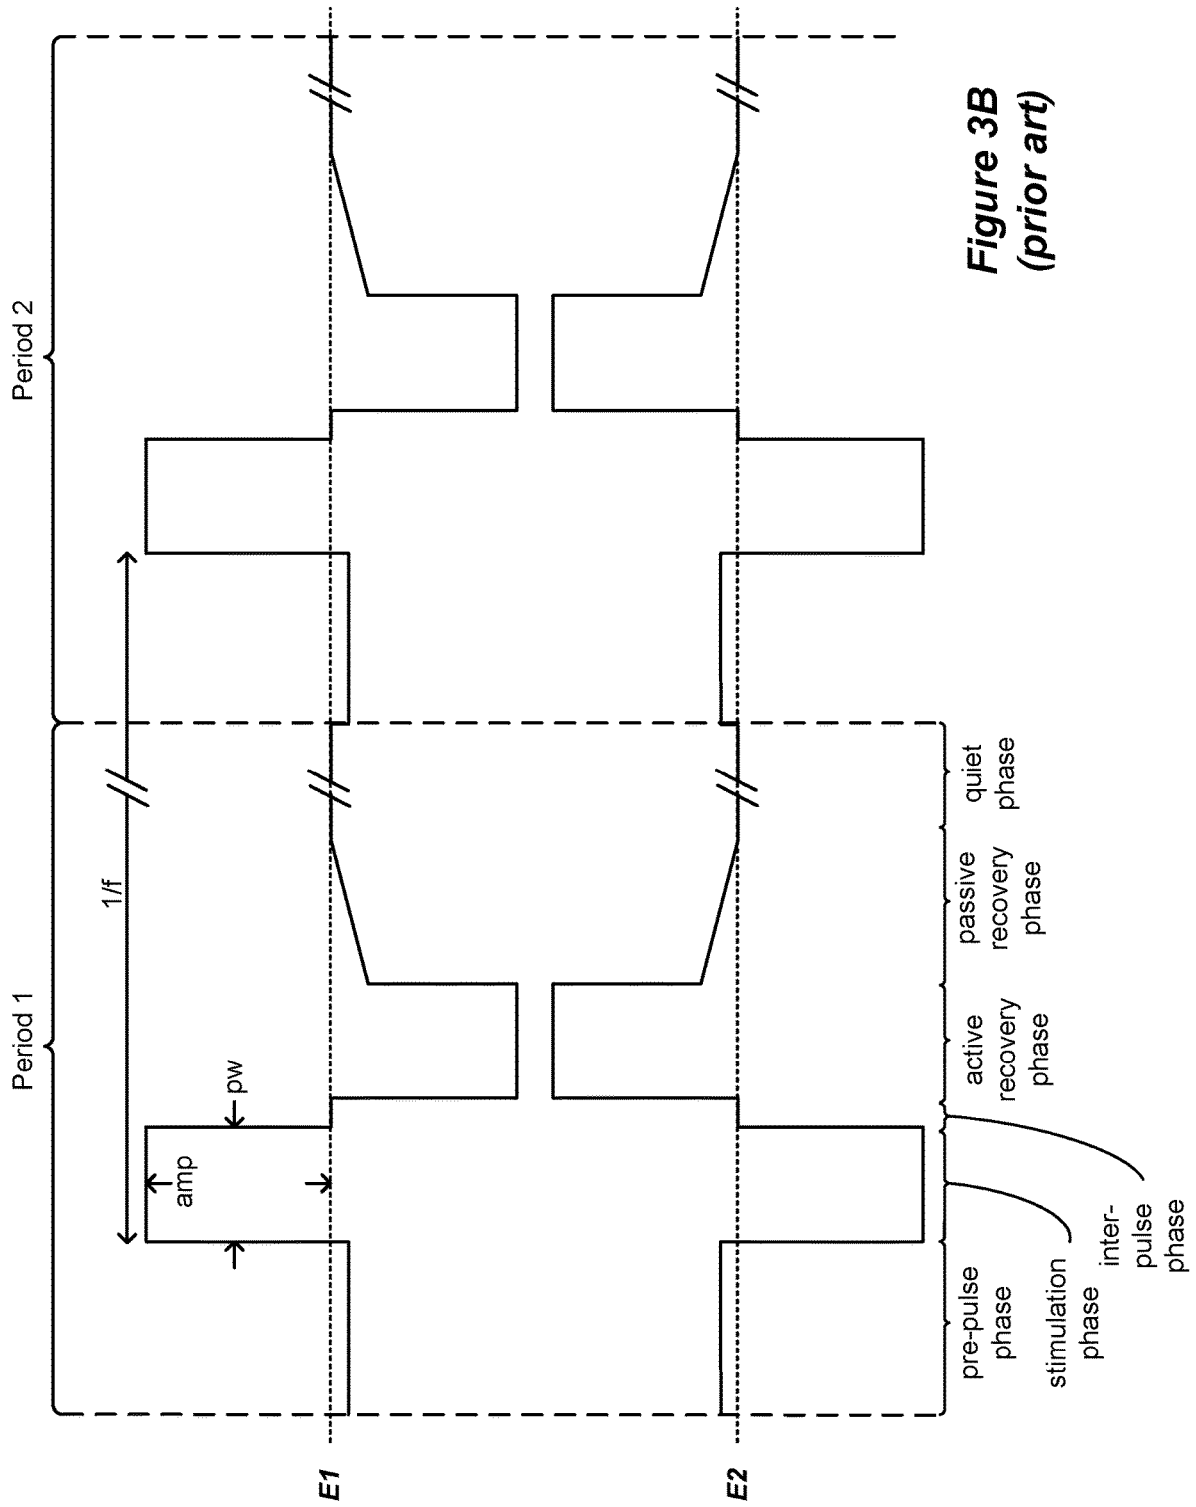 Period 1
Period 2
1/f
pw
amp
E1
E2
pre-pulse
phase
stimulation
phase
inter-
pulse
phase
active
recovery
phase
passive
recovery
phase
quiet
phase
Figure 3B
(prior art)